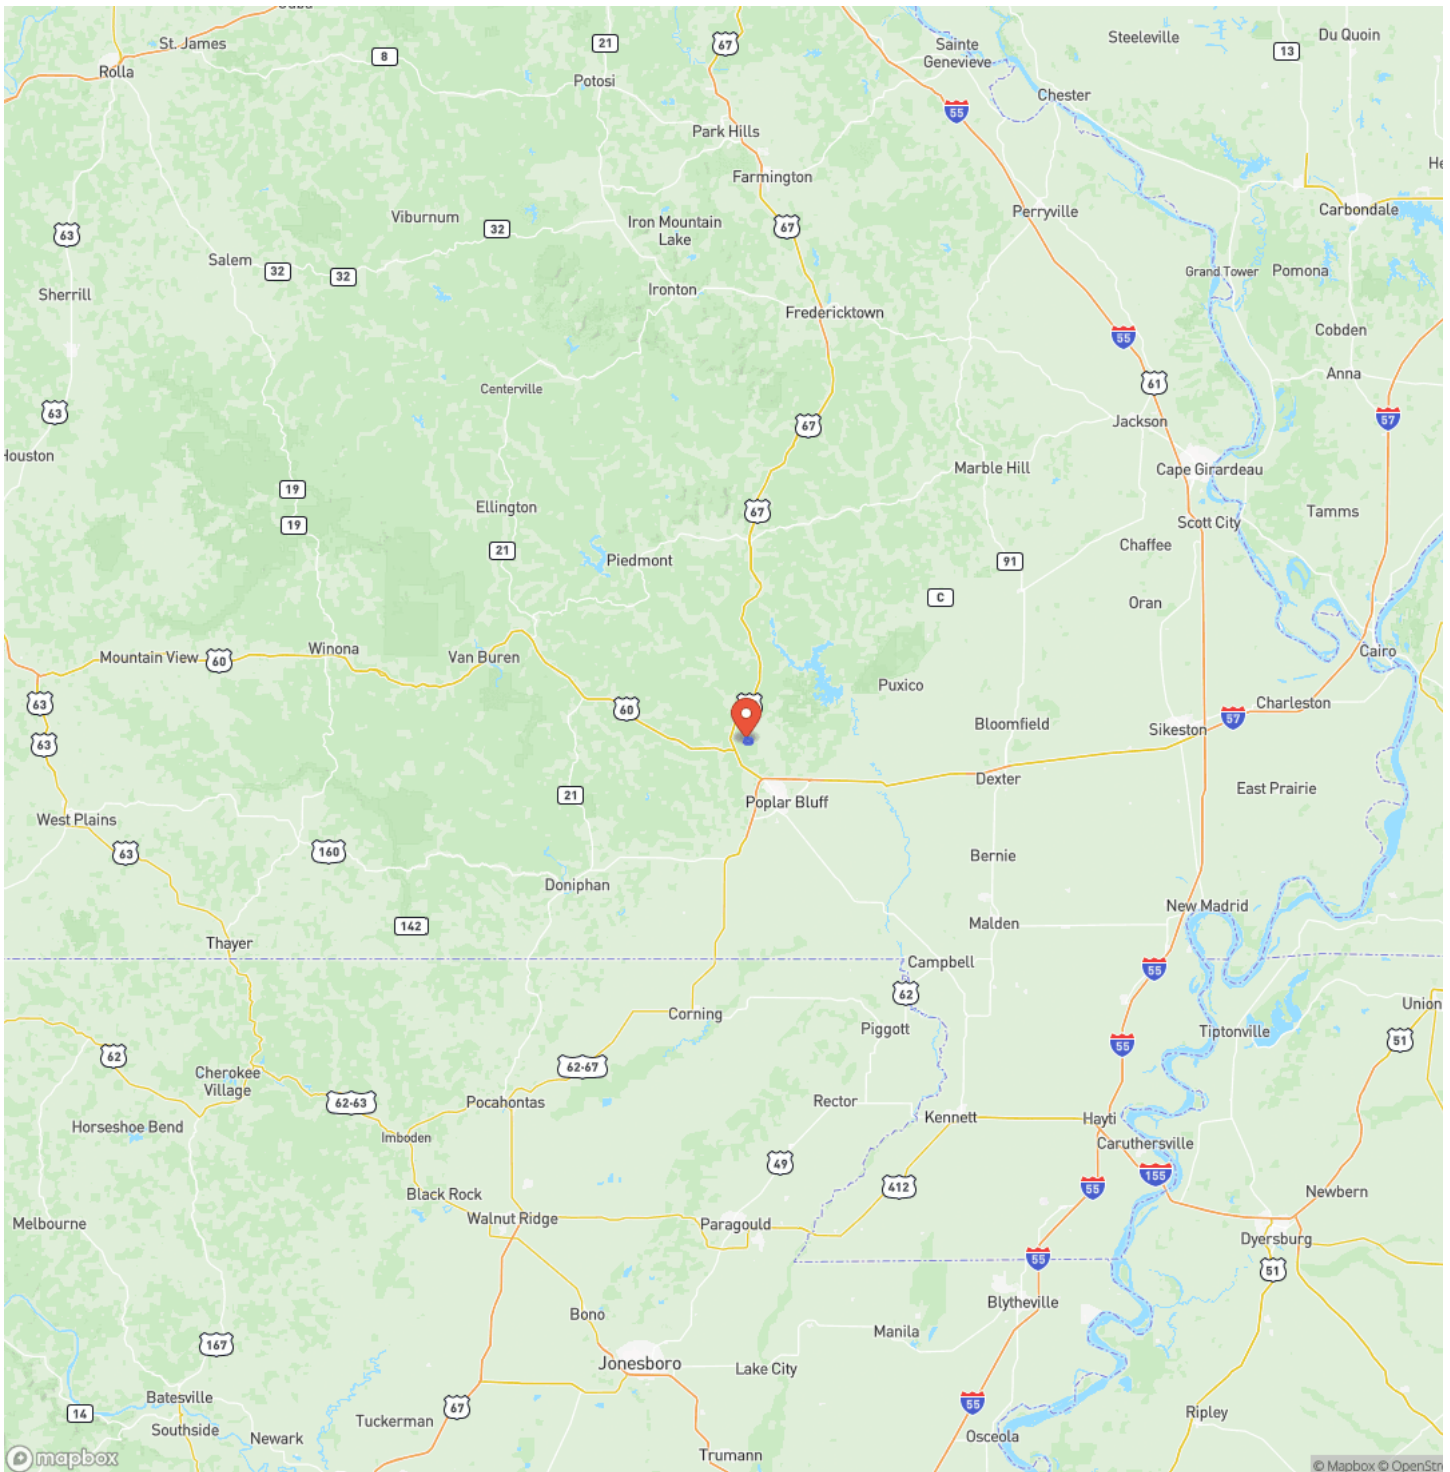 St. James
8
21
67
Sainte
Genevieve
Steeleville
Du Quoin
13
Rolla
Potosi
55
Chester
Park Hills
Farmington
Viburnum
32
Iron Mountain
Lake
67
Perryville
Carbondale
63
Salem
32
32
Grand Tower
Pomona
Sherrill
Ironton
Fredericktown
55
Cobden
Centerville
61
Anna
63
67
Jackson
57
Houston
Marble Hill
Cape Girardeau
19
Ellington
67
Tamms
19
Scott City
21
Piedmont
91
Chaffee
C
Oran
Mountain View
60
Winona
Van Buren
Cairo
63
60
Puxico
Charleston
63
Bloomfield
Sikeston
57
21
Dexter
Poplar Bluff
East Prairie
West Plains
63
160
Bernie
Doniphan
New Madrid
142
Malden
Thayer
Campbell
55
62
Corning
Union
Piggott
Tiptonville
51
62
55
Cherokee
Village
62-67
62-63
Pocahontas
Rector
Kennett
Hayti
Horseshoe Bend
Imboden
Caruthersville
49
155
Black Rock
412
55
Newbern
Melbourne
Walnut Ridge
Paragould
Dyersburg
55
51
Blytheville
Bono
Manila
167
Jonesboro
Lake City
Batesville
67
55
14
Tuckerman
Ripley
Southside
Newark
Osceola
Trumann
mapbox
© Mapbox © OpenStre